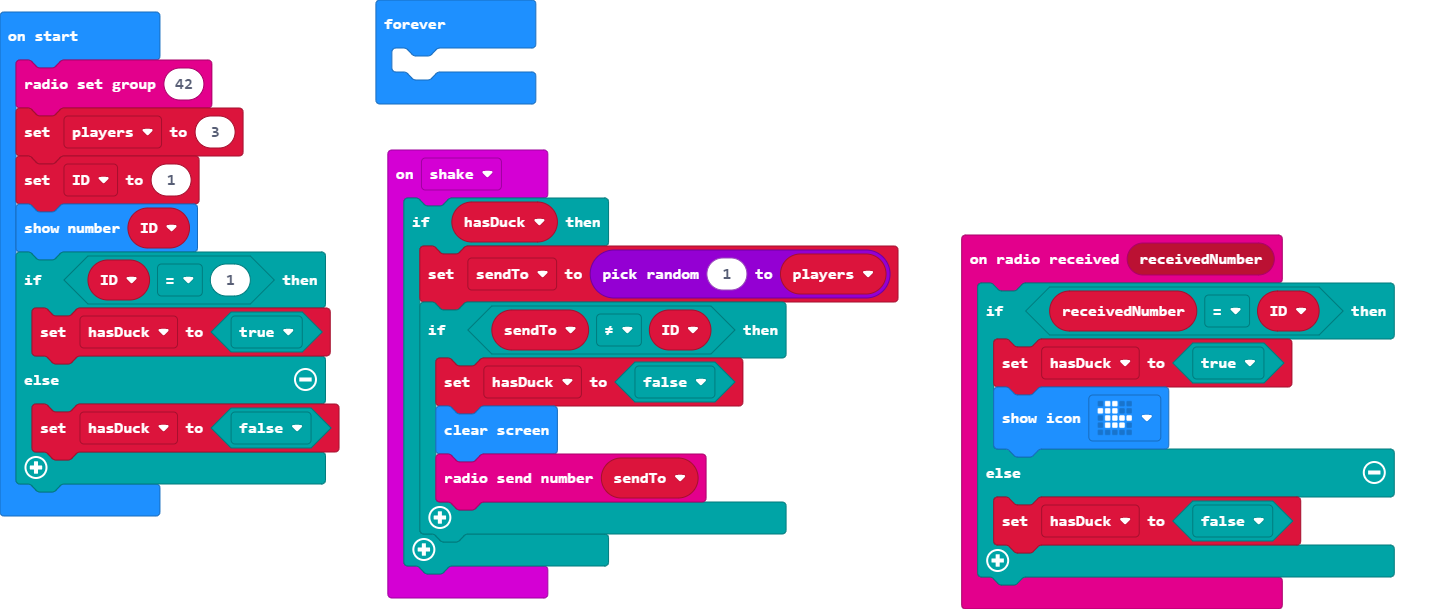 on start
radio set group 42
set players to 3
set ID to 1
show number ID
if ID = 1 then
set hasDuck to true
else
set hasDuck to false
forever
on shake
if hasDuck then
set sendTo to pick random 1 to players
if sendTo ≠ ID then
set hasDuck to false
clear screen
radio send number sendTo
on radio received receivedNumber
if receivedNumber = ID then
set hasDuck to true
show icon
else
set hasDuck to false